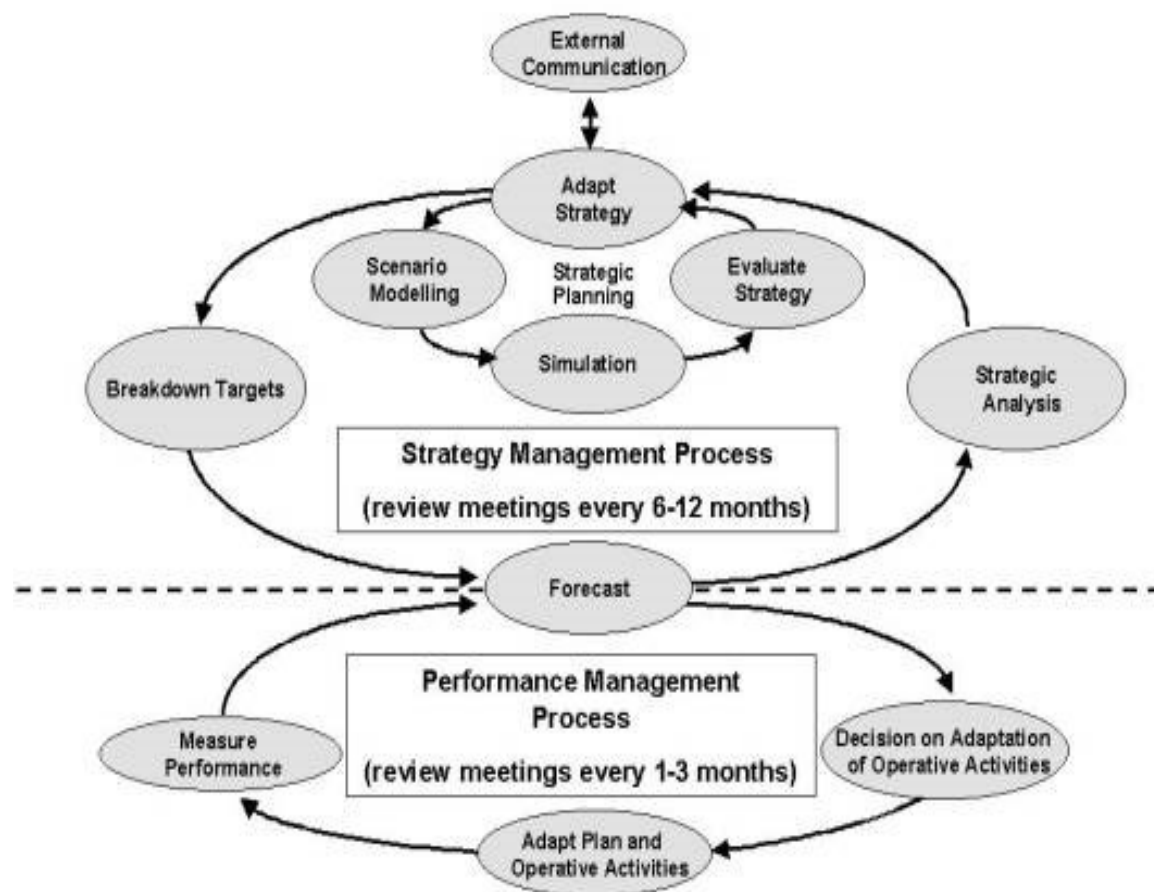 External
Communication
Adapt
Strategy
Scenario
Modelling
Strategic
Planning
Evaluate
Strategy
Simulation
Breakdown Targets
Strategic
Analysis
Strategy Management Process
(review meetings every 6-12 months)
Forecast
Performance Management
Process
(review meetings every 1-3 months)
Measure
Performance
Decision on Adaptation
of Operative Activities
Adapt Plan and
Operative Activities